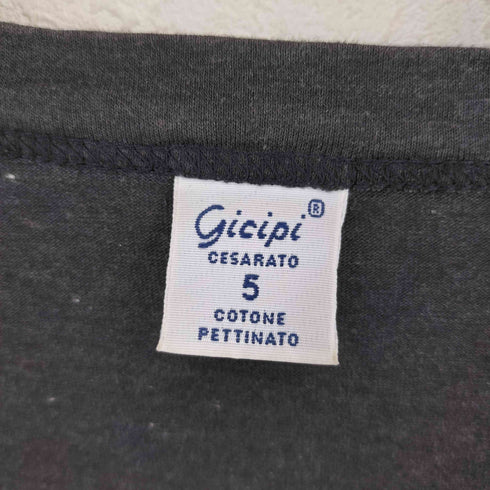 Gicipi®
CESARATO
5
COTONE
PETTINATO